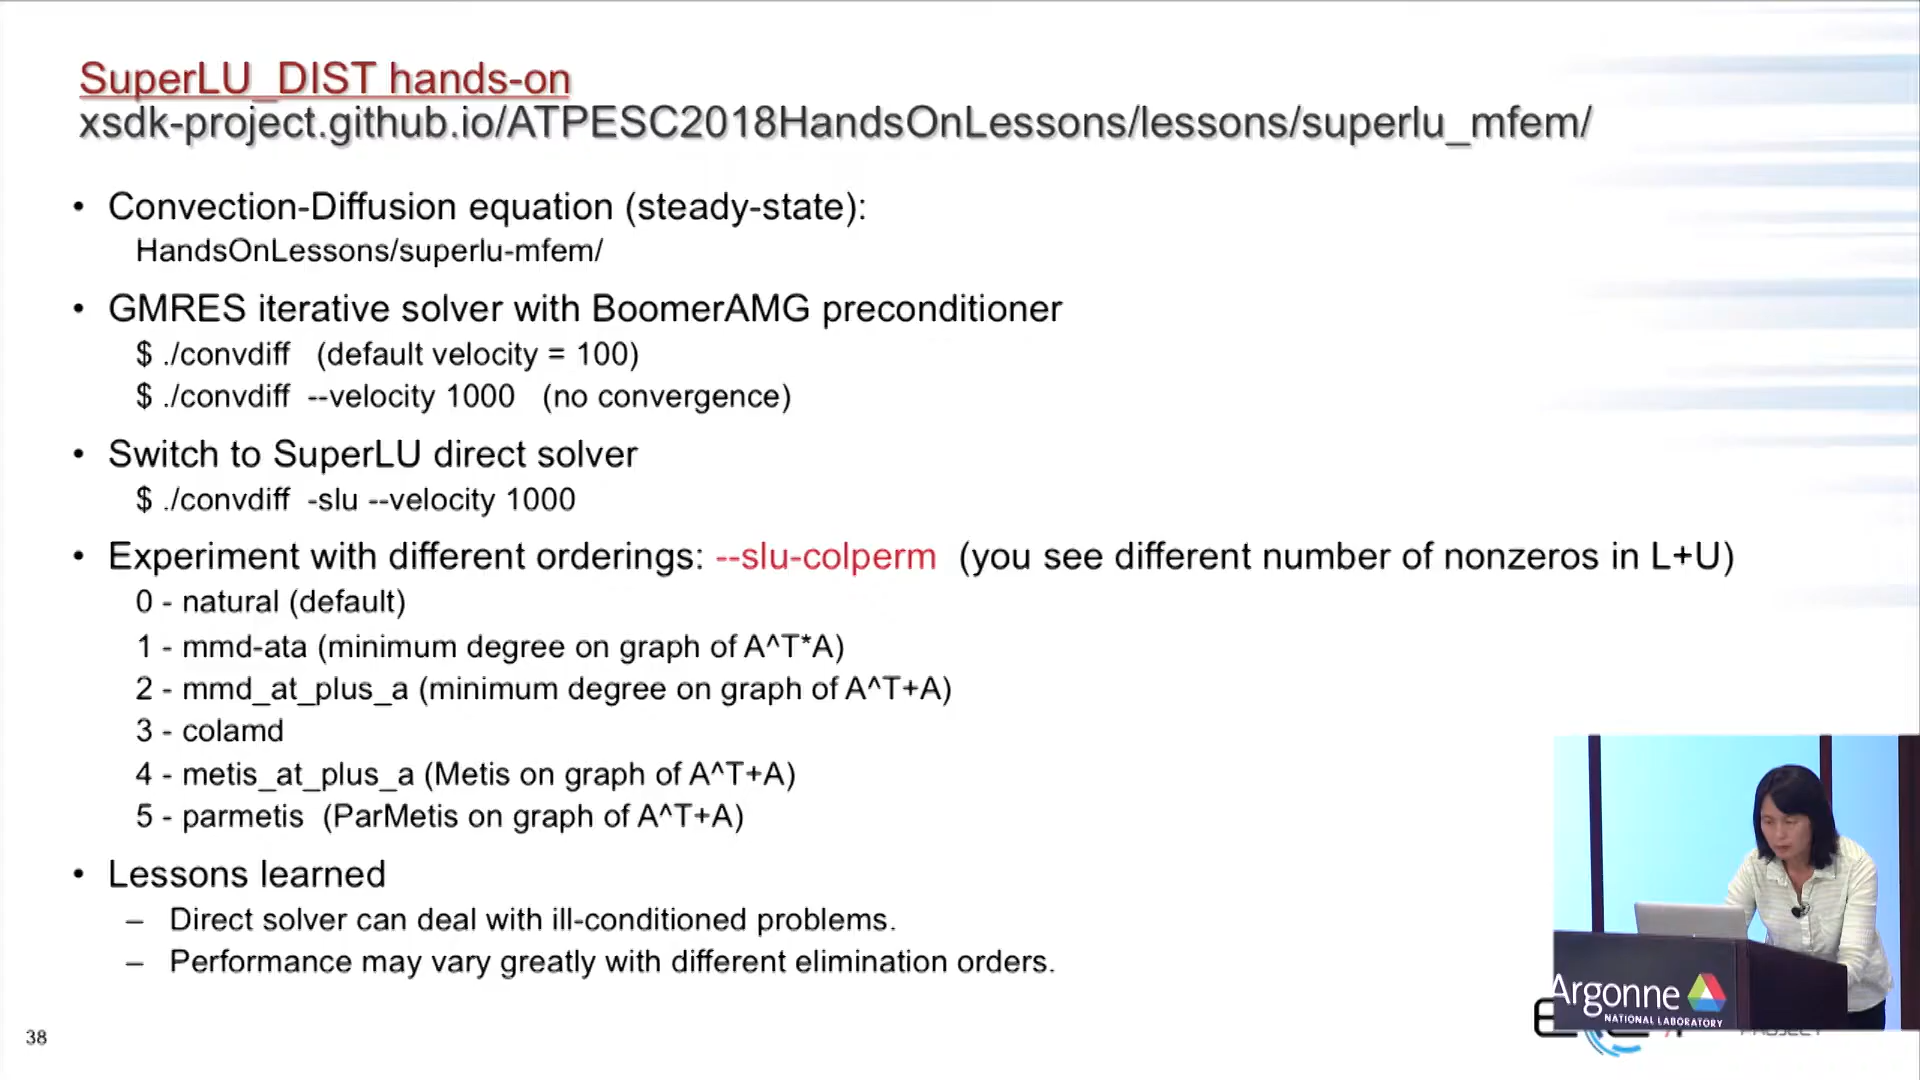 SuperLU_DIST hands-on
xsdk-project.github.io/ATPESC2018HandsOnLessons/lessons/superlu_mfem/
• Convection-Diffusion equation (steady-state):
HandsOnLessons/superlu-mfem/
• GMRES iterative solver with BoomerAMG preconditioner
$ ./convdiff (default velocity = 100)
$ ./convdiff --velocity 1000 (no convergence)
• Switch to SuperLU direct solver
$ ./convdiff -slu --velocity 1000
• Experiment with different orderings: --slu-colperm (you see different number of nonzeros in L+U)
0 - natural (default)
1 - mmd-ata (minimum degree on graph of A^T*A)
2 - mmd_at_plus_a (minimum degree on graph of A^T+A)
3 - colamd
4 - metis_at_plus_a (Metis on graph of A^T+A)
5 - parmetis (ParMetis on graph of A^T+A)
• Lessons learned
– Direct solver can deal with ill-conditioned problems.
– Performance may vary greatly with different elimination orders.
Argonne
NATIONAL LABORATORY
38